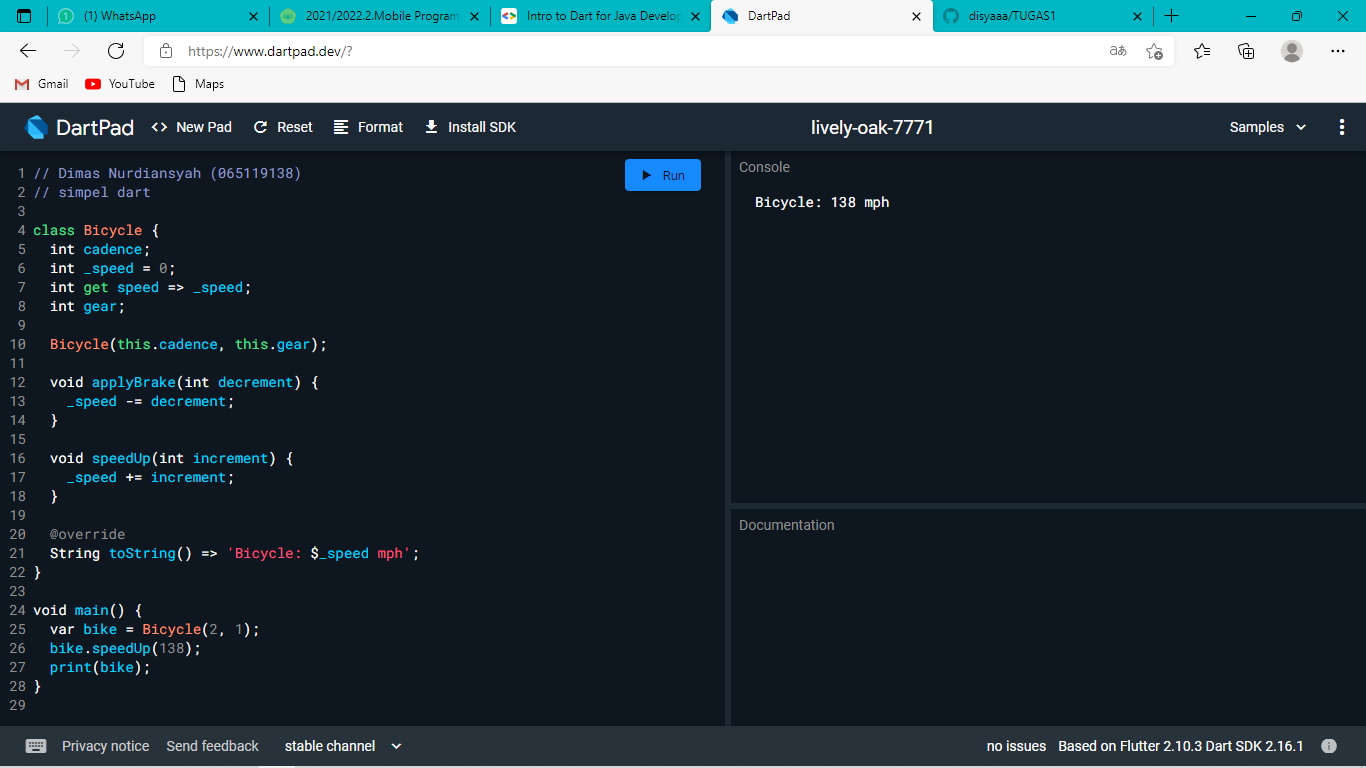 (1) WhatsApp
2021/2022.2.Mobile Program
Intro to Dart for Java Develop
DartPad
disyaaa/TUGAS1
https://www.dartpad.dev/?
aあ
Gmail
YouTube
Maps
DartPad
<> New Pad
Reset
Format
Install SDK
lively-oak-7771
Samples
1 // Dimas Nurdiansyah (065119138)
2 // simpel dart
3
4 class Bicycle {
5   int cadence;
6   int _speed = 0;
7   int get speed => _speed;
8   int gear;
9
10   Bicycle(this.cadence, this.gear);
11
12   void applyBrake(int decrement) {
13     _speed -= decrement;
14   }
15
16   void speedUp(int increment) {
17     _speed += increment;
18   }
19
20   @override
21   String toString() => 'Bicycle: $_speed mph';
22 }
23
24 void main() {
25   var bike = Bicycle(2, 1);
26   bike.speedUp(138);
27   print(bike);
28 }
29
Run
Console
Bicycle: 138 mph
Documentation
Privacy notice
Send feedback
stable channel
no issues
Based on Flutter 2.10.3 Dart SDK 2.16.1